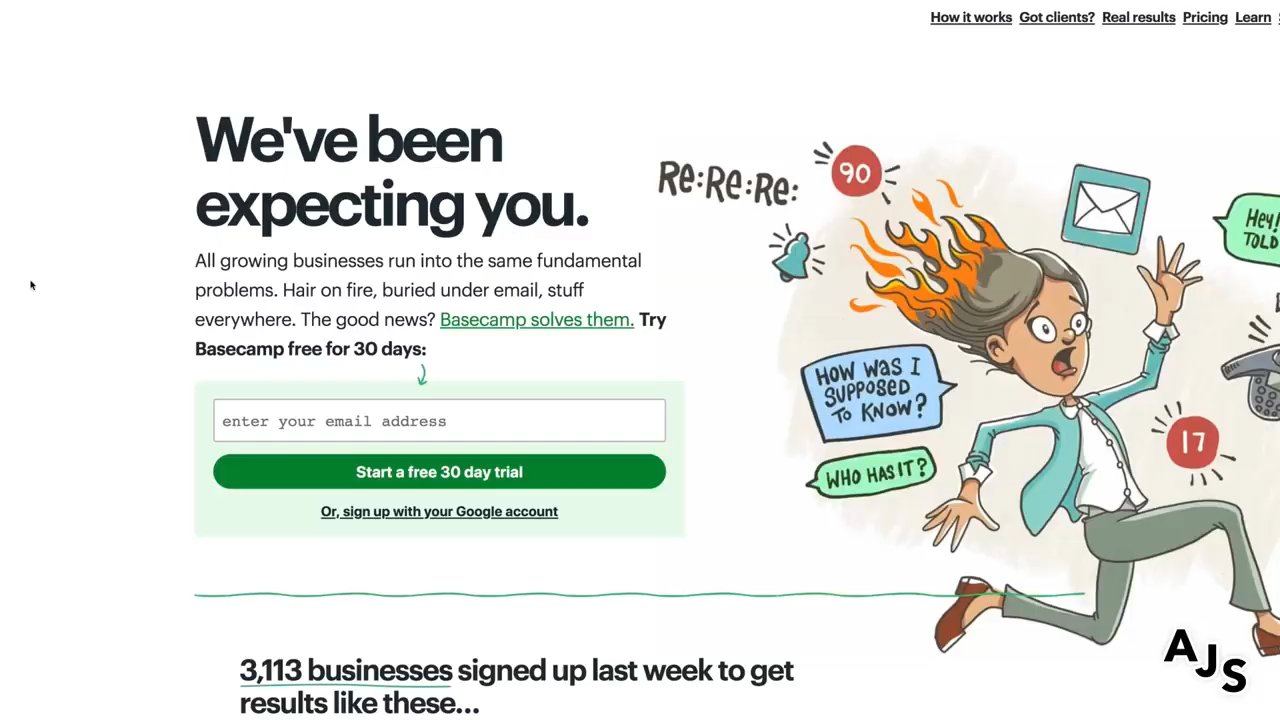 How it works Got clients? Real results Pricing Learn
We've been
expecting you.
All growing businesses run into the same fundamental
problems. Hair on fire, buried under email, stuff
everywhere. The good news? Basecamp solves them. Try
Basecamp free for 30 days:
enter your email address
Start a free 30 day trial
Or, sign up with your Google account
Re:Re:Re:
90
Hey!
TOLD
HOW WAS I
SUPPOSED
TO KNOW?
WHO HAS IT?
17
3,113 businesses signed up last week to get
results like these...
AJS